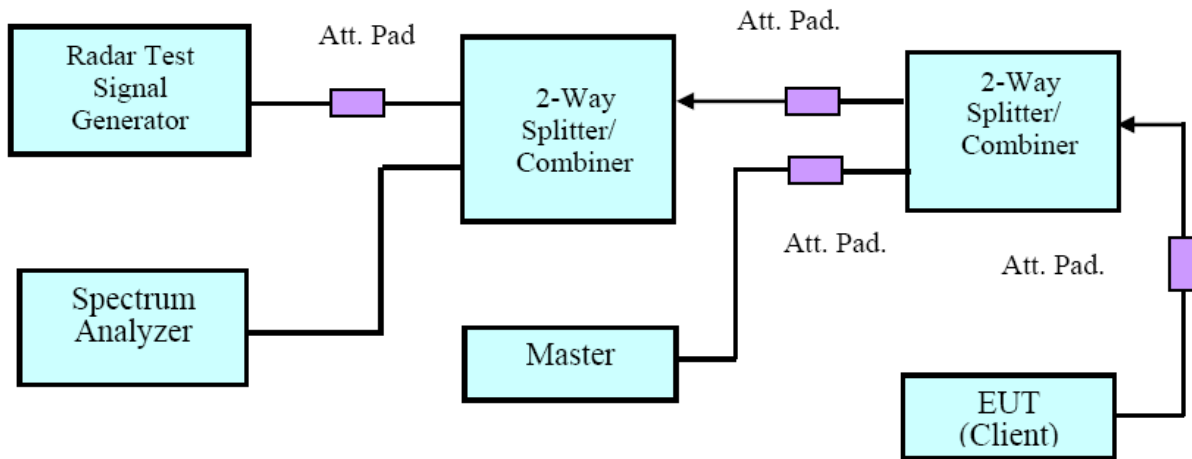 Att. Pad
Att. Pad.
Radar Test
Signal
Generator
2-Way
Splitter/
Combiner
2-Way
Splitter/
Combiner
Att. Pad.
Att. Pad.
Spectrum
Analyzer
Master
EUT
(Client)